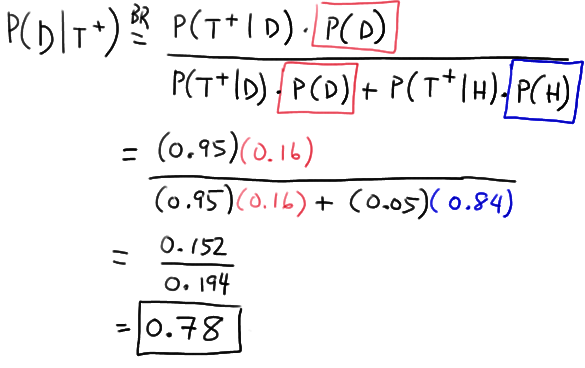 P(D|T+) BR= P(T+|D) · P(D)
P(T+|D) · P(D) + P(T+|H) · P(H)
= (0.95)(0.16)
(0.95)(0.16) + (0.05)(0.84)
= 0.152
0.194
= 0.78